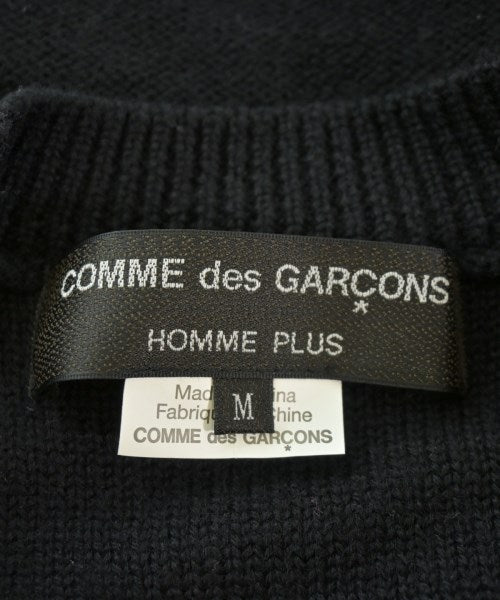 COMME des GARÇONS
*
HOMME PLUS
M
COMME des GARÇONS
*